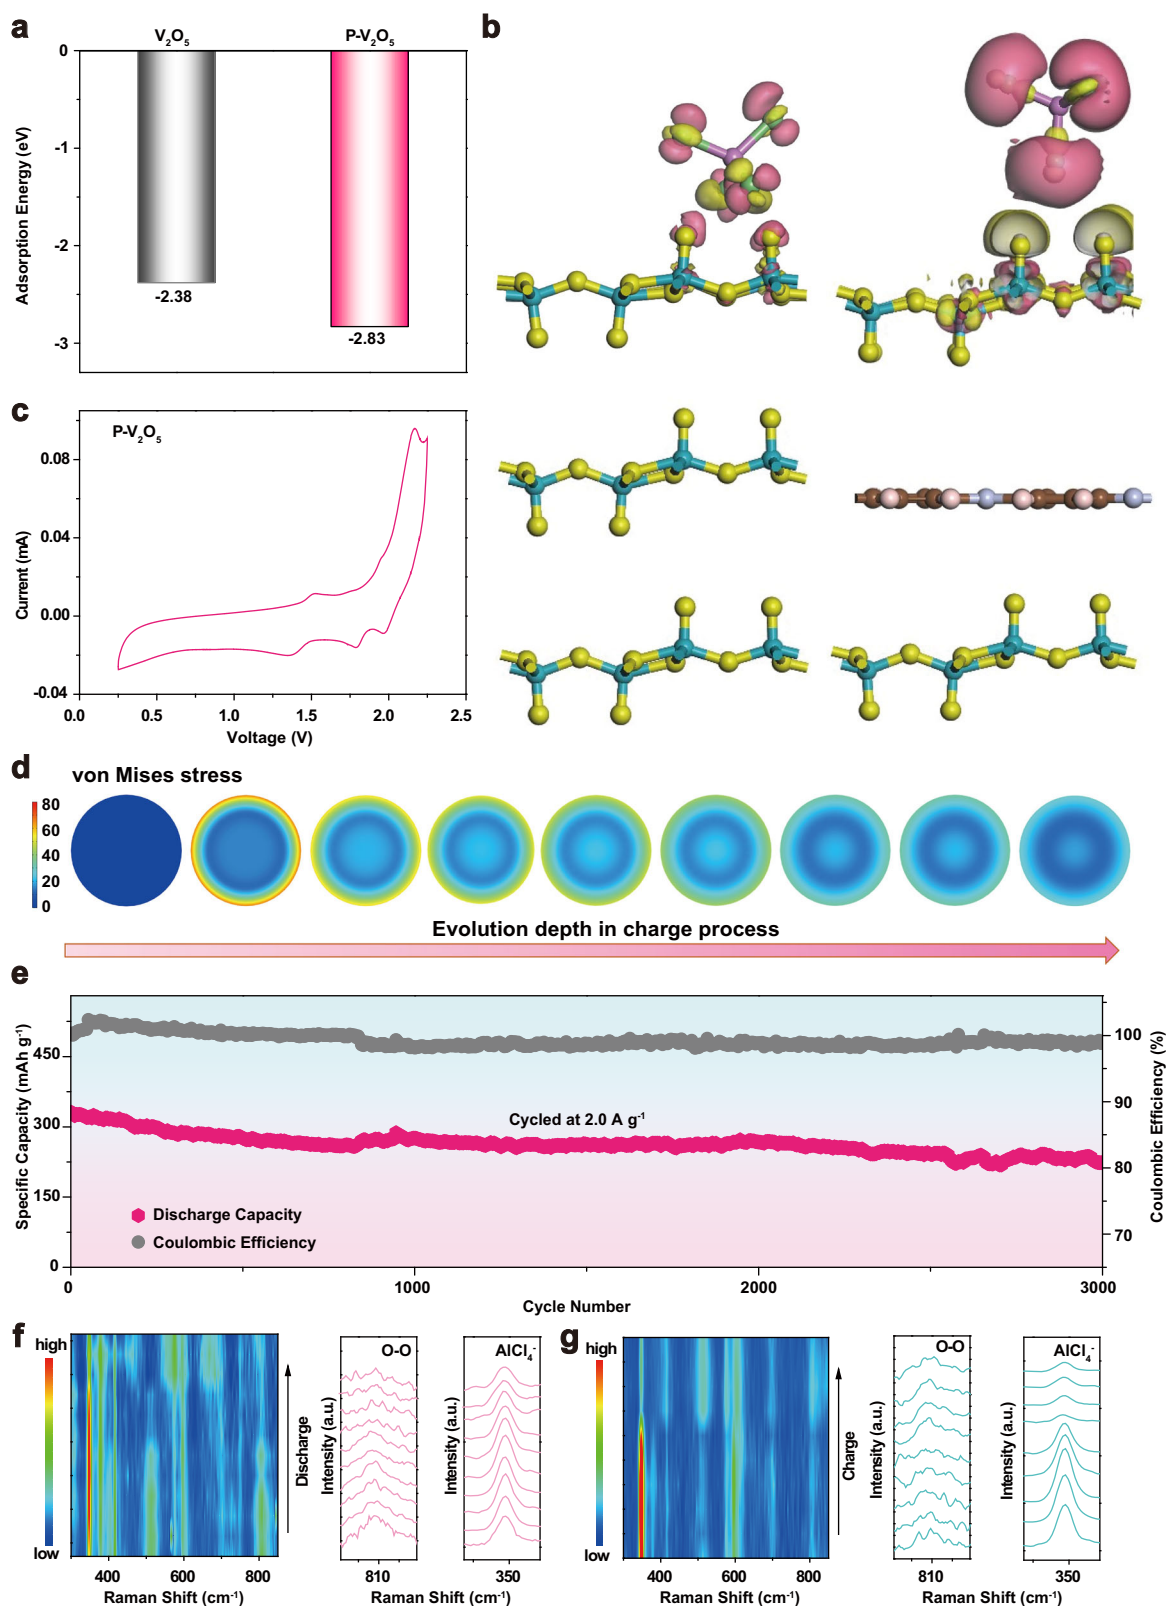 a
V₂O₅
P-V₂O₅
0
-1
-2
-3
Adsorption Energy (eV)
-2.38
-2.83
b
c
P-V₂O₅
0.08
0.04
0.00
-0.04
Current (mA)
0.0
0.5
1.0
1.5
2.0
2.5
Voltage (V)
d
von Mises stress
80
60
40
20
0
Evolution depth in charge process
e
450
300
150
0
Specific Capacity (mAh g⁻¹)
Cycled at 2.0 A g⁻¹
Discharge Capacity
Coulombic Efficiency
100
90
80
70
Coulombic Efficiency (%)
0
1000
2000
3000
Cycle Number
f
high
low
400
600
800
Raman Shift (cm⁻¹)
Discharge
O-O
Intensity (a.u.)
810
AlCl₄⁻
Intensity (a.u.)
350
Raman Shift (cm⁻¹)
g
high
low
400
600
800
Raman Shift (cm⁻¹)
Charge
O-O
Intensity (a.u.)
810
AlCl₄⁻
Intensity (a.u.)
350
Raman Shift (cm⁻¹)